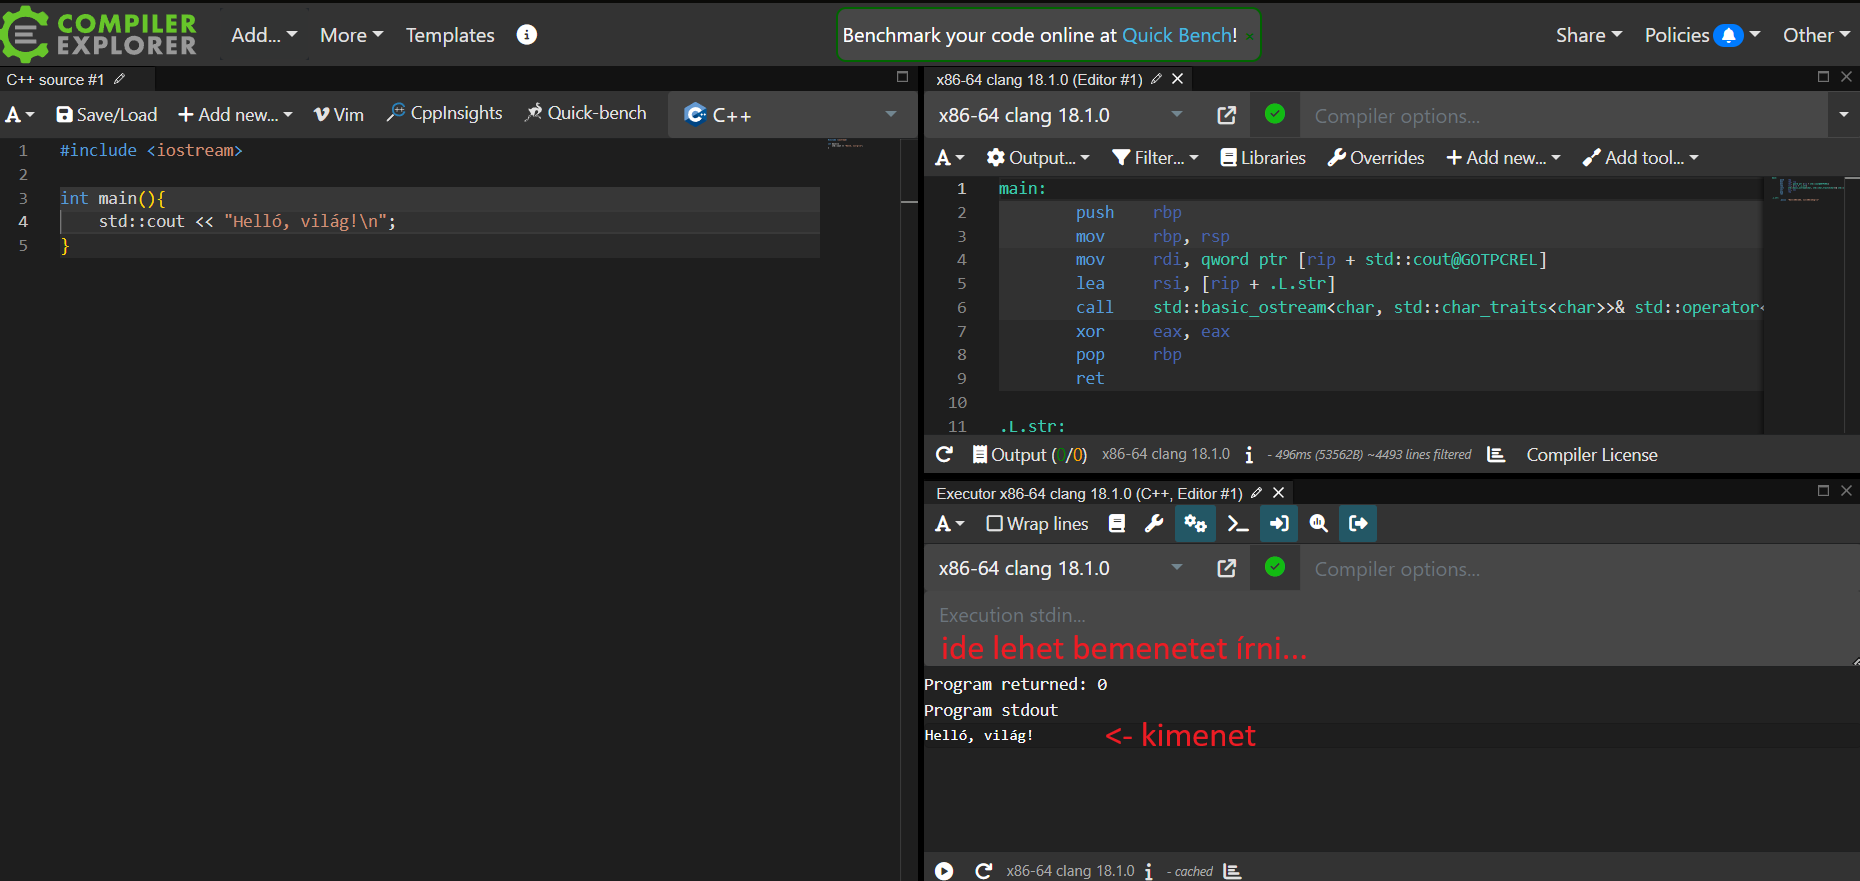 COMPILER
EXPLORER
Add...
More
Templates
Benchmark your code online at Quick Bench!
Share
Policies
Other
C++ source #1
A
Save/Load
Add new...
Vim
CppInsights
Quick-bench
C++
1 #include <iostream>
2
3 int main(){
4 std::cout << "Helló, világ!\n";
5 }
x86-64 clang 18.1.0 (Editor #1)
x86-64 clang 18.1.0
Compiler options...
A
Output...
Filter...
Libraries
Overrides
Add new...
Add tool...
1 main:
2 push rbp
3 mov rbp, rsp
4 mov rdi, qword ptr [rip + std::cout@GOTPCREL]
5 lea rsi, [rip + .L.str]
6 call std::basic_ostream<char, std::char_traits<char>>& std::operator<
7 xor eax, eax
8 pop rbp
9 ret
10
11 .L.str:
Output (0/0)
x86-64 clang 18.1.0
- 496ms (53562B) ~4493 lines filtered
Compiler License
Executor x86-64 clang 18.1.0 (C++, Editor #1)
A
Wrap lines
x86-64 clang 18.1.0
Compiler options...
Execution stdin...
ide lehet bemenetet írni...
Program returned: 0
Program stdout
Helló, világ!
<- kimenet
x86-64 clang 18.1.0
- cached